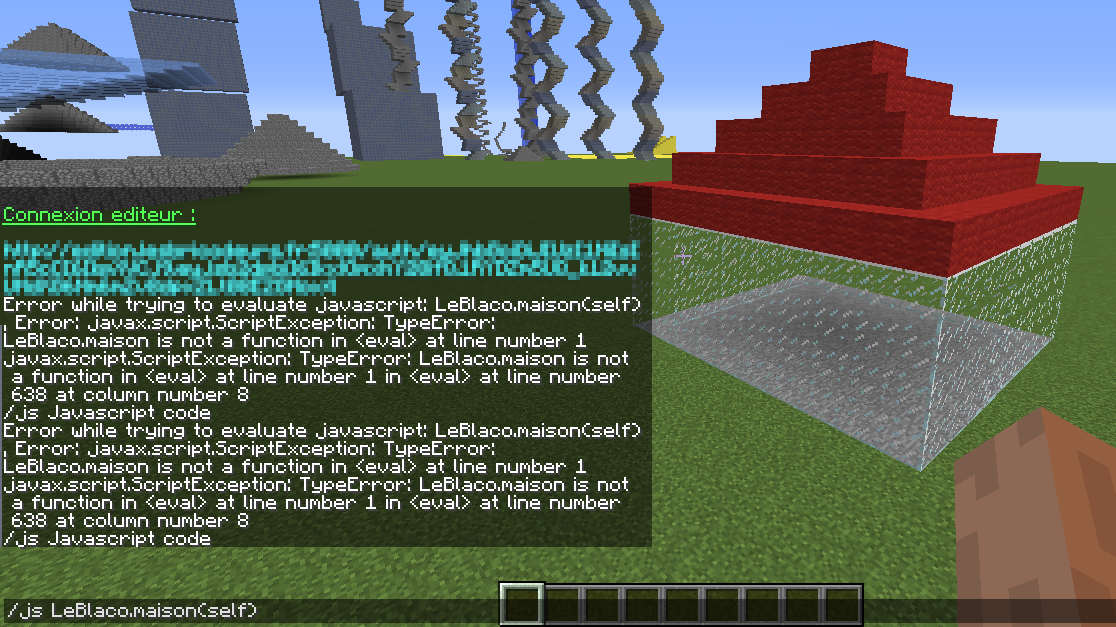 Connexion editeur :
Error while trying to evaluate javascript: LeBlaco.maison(self)
, Error: javax.script.ScriptException: TypeError:
LeBlaco.maison is not a function in <eval> at line number 1
javax.script.ScriptException: TypeError: LeBlaco.maison is not
a function in <eval> at line number 1 in <eval> at line number
638 at column number 8
/js Javascript code
Error while trying to evaluate javascript: LeBlaco.maison(self)
, Error: javax.script.ScriptException: TypeError:
LeBlaco.maison is not a function in <eval> at line number 1
javax.script.ScriptException: TypeError: LeBlaco.maison is not
a function in <eval> at line number 1 in <eval> at line number
638 at column number 8
/js Javascript code
/js LeBlaco.maison(self)